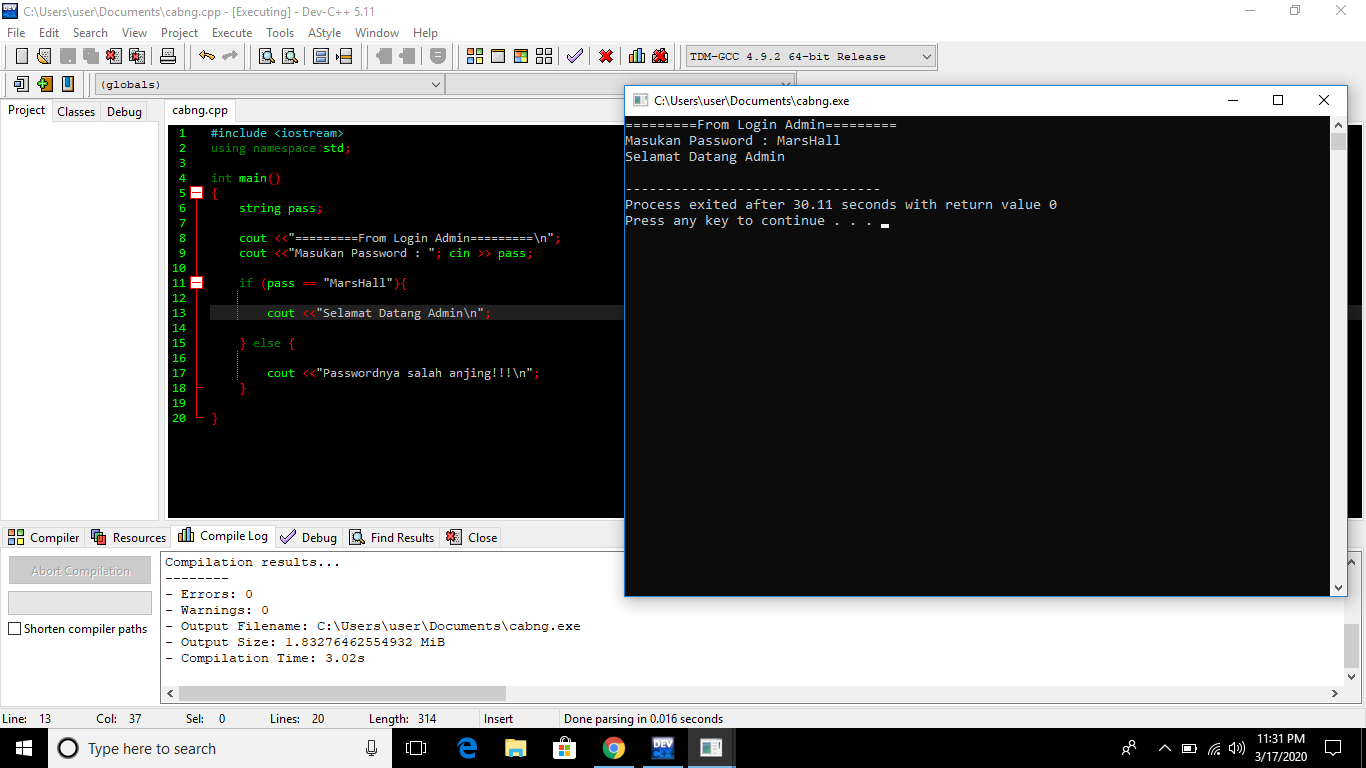 C:\Users\user\Documents\cabng.cpp - [Executing] - Dev-C++ 5.11
File Edit Search View Project Execute Tools AStyle Window Help
TDM-GCC 4.9.2 64-bit Release
(globals)
Project Classes Debug
cabng.cpp
1 #include <iostream>
2 using namespace std;
3
4 int main()
5 {
6 string pass;
7
8 cout <<"=========From Login Admin=========\n";
9 cout <<"Masukan Password : "; cin >> pass;
10
11 if (pass == "MarsHall"){
12
13 cout <<"Selamat Datang Admin\n";
14
15 } else {
16
17 cout <<"Passwordnya salah anjing!!!\n";
18 }
19
20 }
C:\Users\user\Documents\cabng.exe
=========From Login Admin=========
Masukan Password : MarsHall
Selamat Datang Admin
--------------------------------
Process exited after 30.11 seconds with return value 0
Press any key to continue . . .
Compiler Resources Compile Log Debug Find Results Close
Abort Compilation
Shorten compiler paths
Compilation results...
--------
- Errors: 0
- Warnings: 0
- Output Filename: C:\Users\user\Documents\cabng.exe
- Output Size: 1.83276462554932 MiB
- Compilation Time: 3.02s
Line: 13 Col: 37 Sel: 0 Lines: 20 Length: 314 Insert Done parsing in 0.016 seconds
Type here to search
DEV
11:31 PM
3/17/2020